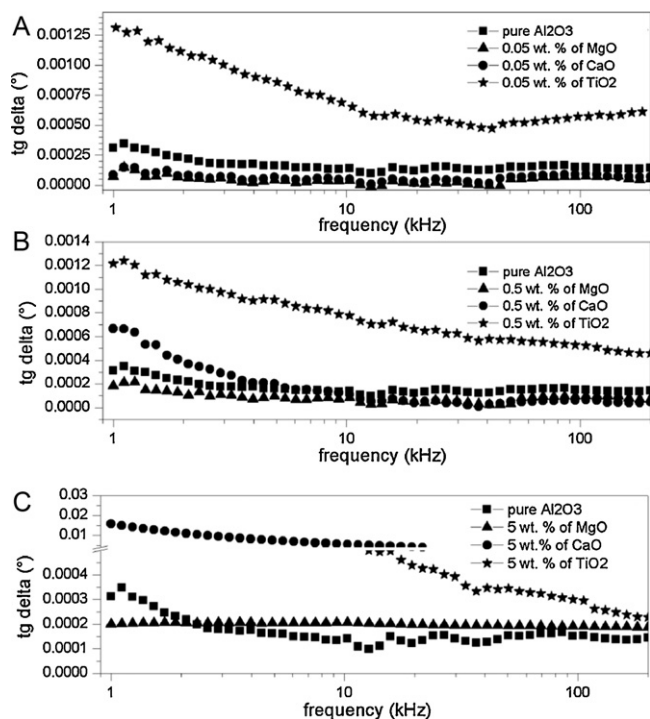 A
tg delta (°)
0.00125
0.00100
0.00075
0.00050
0.00025
0.00000
pure Al2O3
0.05 wt. % of MgO
0.05 wt. % of CaO
0.05 wt. % of TiO2
1
10
100
frequency (kHz)
B
tg delta (°)
0.0014
0.0012
0.0010
0.0008
0.0006
0.0004
0.0002
0.0000
pure Al2O3
0.5 wt. % of MgO
0.5 wt. % of CaO
0.5 wt. % of TiO2
1
10
100
frequency (kHz)
C
tg delta (°)
0.03
0.02
0.01
0.0004
0.0003
0.0002
0.0001
0.0000
pure Al2O3
5 wt. % of MgO
5 wt.% of CaO
5 wt. % of TiO2
1
10
100
frequency (kHz)